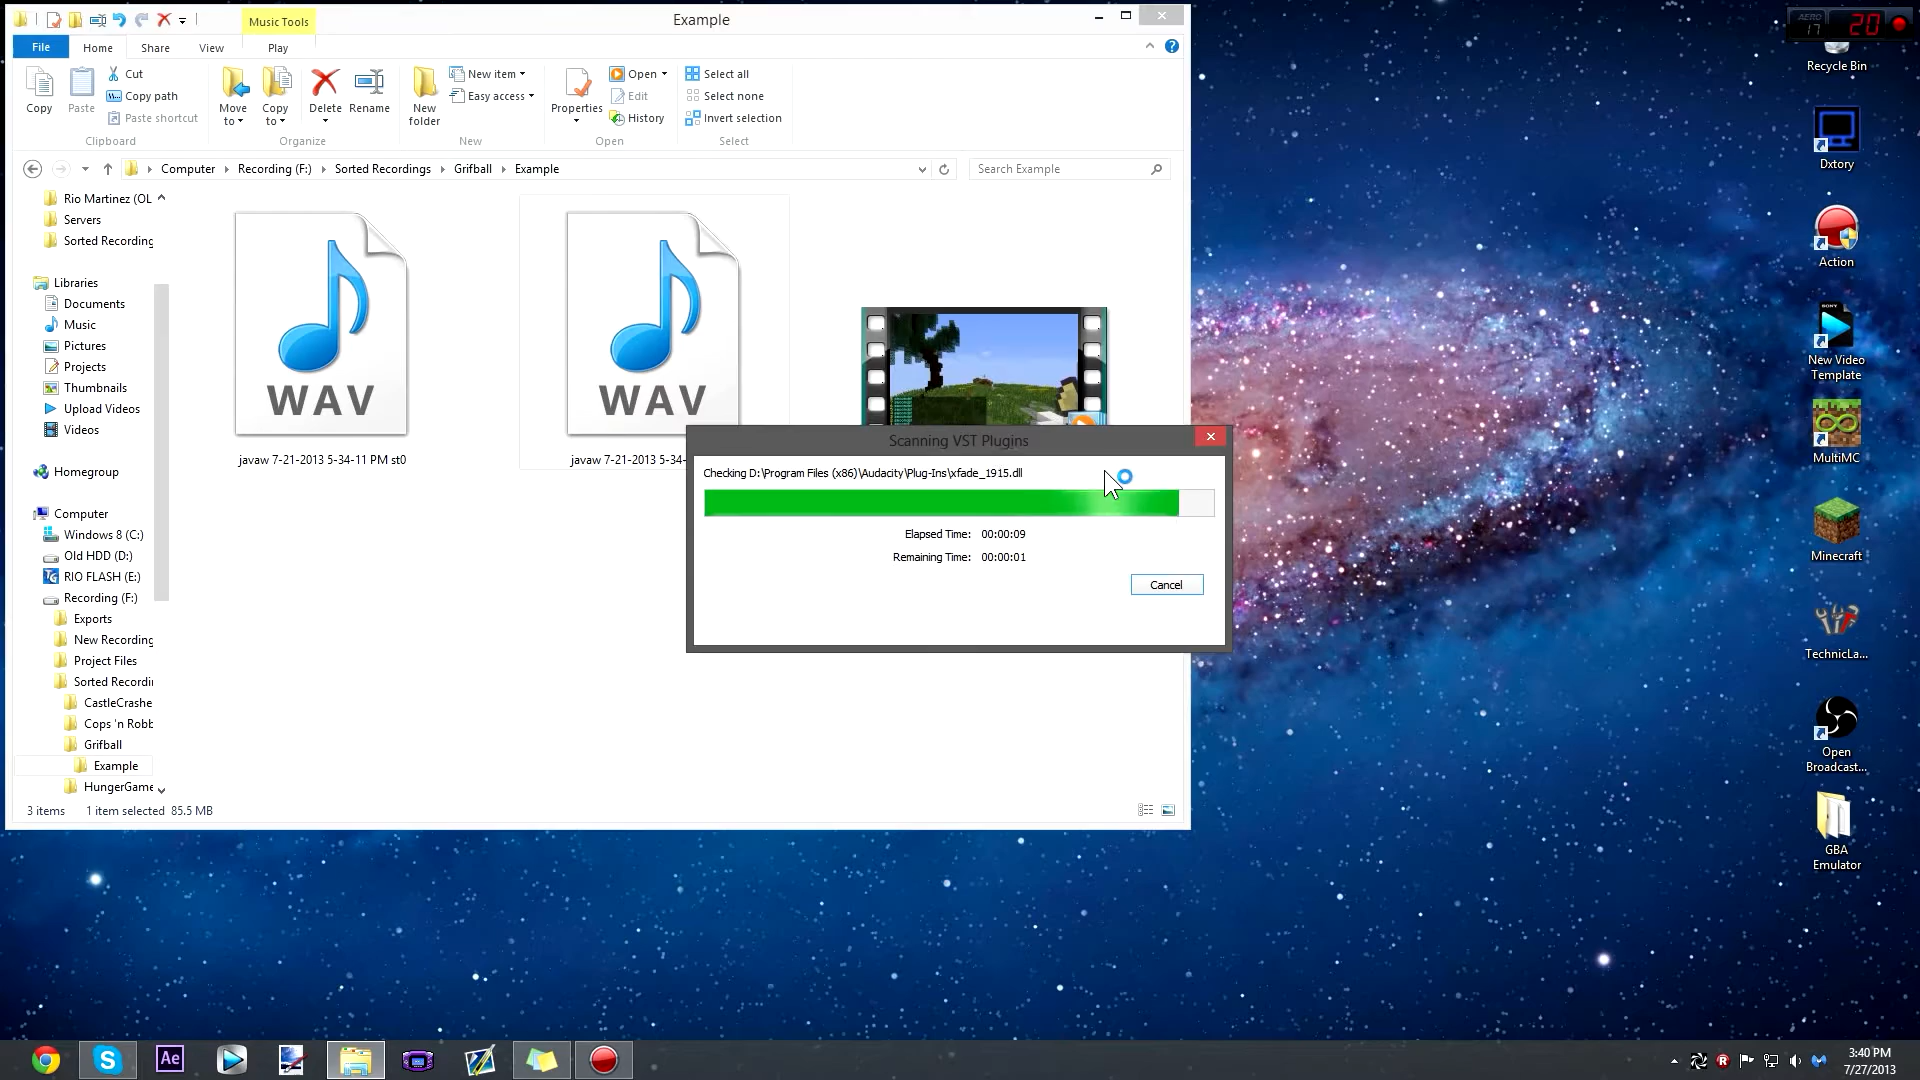 Music Tools
Example
File
Home
Share
View
Play
Copy
Paste
Cut
Copy path
Paste shortcut
Clipboard
Move to
Copy to
Delete
Rename
Organize
New folder
New item
Easy access
New
Properties
Open
Edit
History
Open
Select all
Select none
Invert selection
Select
Computer
Recording (F:)
Sorted Recordings
Grifball
Example
Search Example
Rio Martinez (OL
Servers
Sorted Recording
Libraries
Documents
Music
Pictures
Projects
Thumbnails
Upload Videos
Videos
Homegroup
Computer
Windows 8 (C:)
Old HDD (D:)
RIO FLASH (E:)
Recording (F:)
Exports
New Recording
Project Files
Sorted Recordi
CastleCrashe
Cops 'n Robb
Grifball
Example
HungerGame
WAV
javaw 7-21-2013 5-34-11 PM st0
WAV
javaw 7-21-2013 5-34-
Scanning VST Plugins
Checking D:\Program Files (x86)\Audacity\Plug-Ins\xfade_1915.dll
Elapsed Time: 00:00:09
Remaining Time: 00:00:01
Cancel
3 items
1 item selected 85.5 MB
AERO
17
20
Recycle Bin
Dxtory
Action
SONY
New Video
Template
MultiMC
Minecraft
TechnicLa...
Open
Broadcast...
GBA
Emulator
Ae
3:40 PM
7/27/2013